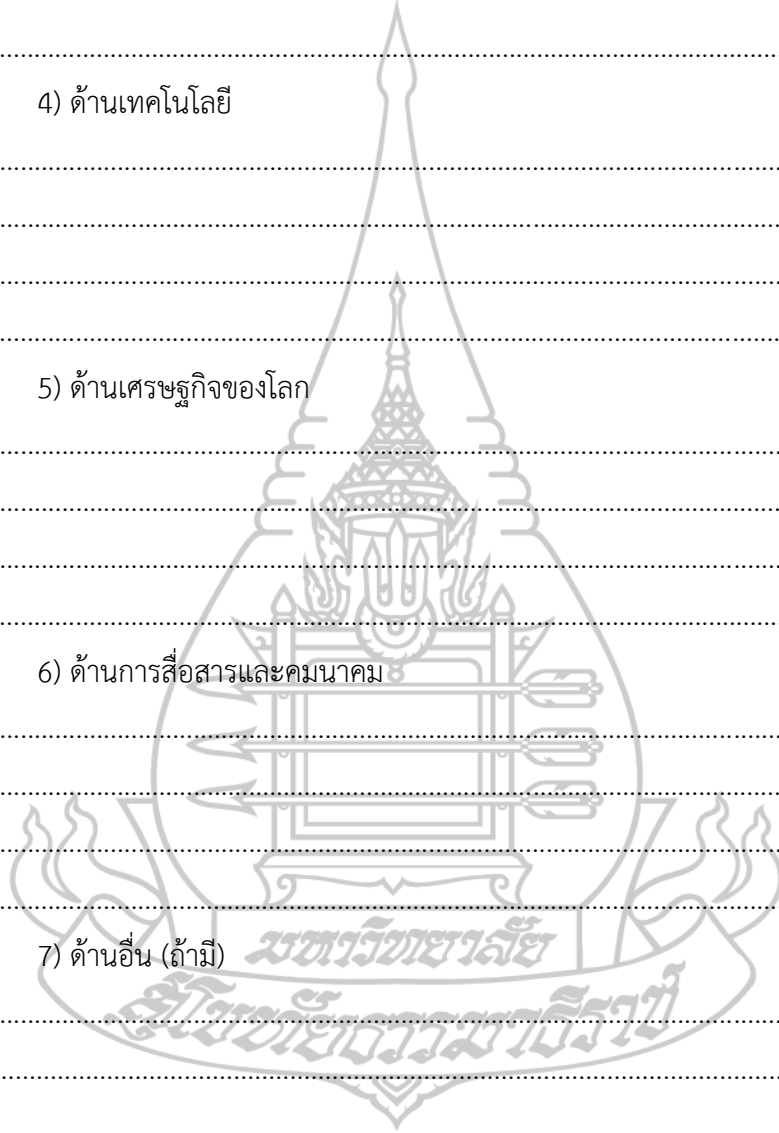 4) ด้านเทคโนโลยี
5) ด้านเศรษฐกิจของโลก
6) ด้านการสื่อสารและคมนาคม
7) ด้านอื่น (ถ้ามี)
มหาวิทยาลัย
สุโขทัยธรรมาธิราช